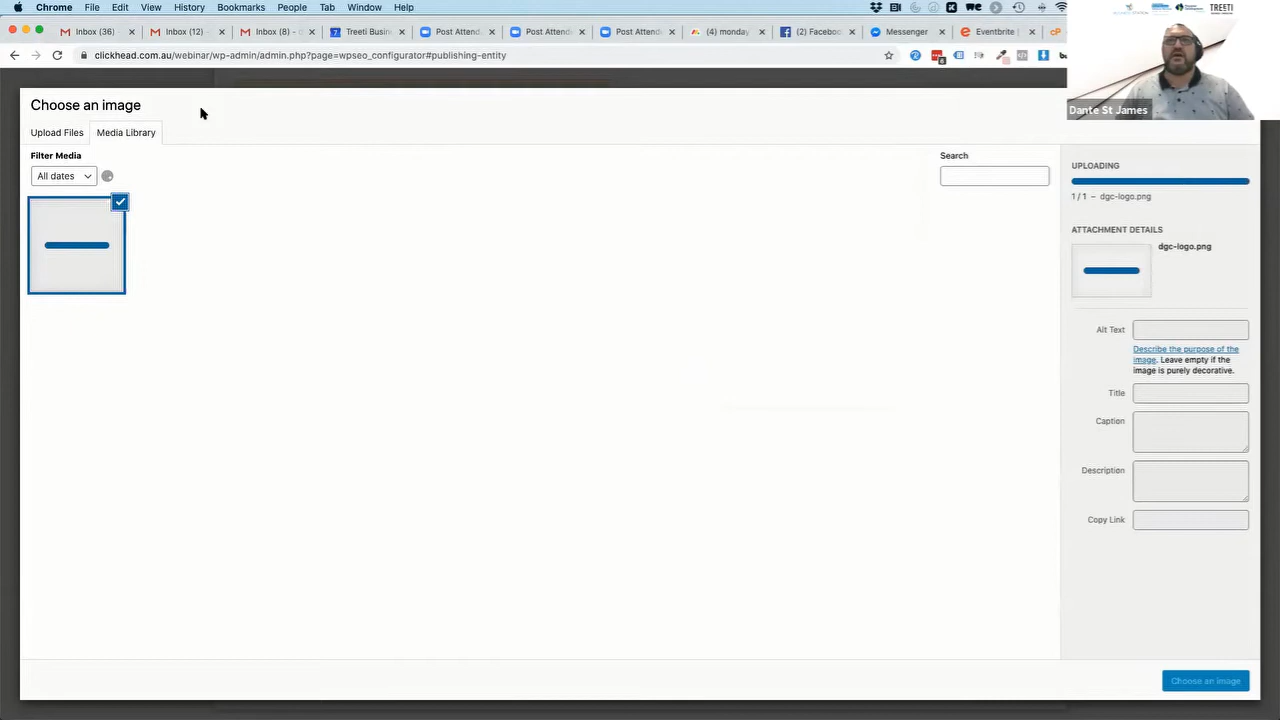 Chrome File Edit View History Bookmarks People Tab Window Help
Inbox (36) Inbox (12) - Inbox (8) - Treeti Busin Post Attend Post Attend Post Attend (4) monday (2) Faceboo Messenger Eventbrite
clickhead.com.au/webinar/wp-admin/admin.php?page=wpseo_configurator#publishing-entity
TREETI
Dante St James
Choose an image
Upload Files Media Library
Filter Media
All dates
Search
UPLOADING
1 / 1 – dgc-logo.png
ATTACHMENT DETAILS
dgc-logo.png
Alt Text
Describe the purpose of the
image. Leave empty if the
image is purely decorative.
Title
Caption
Description
Copy Link
Choose an image